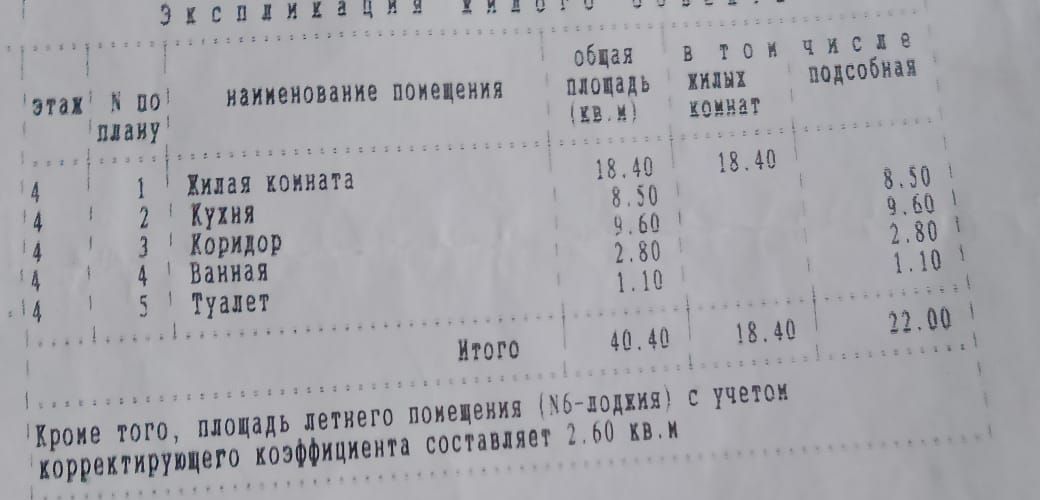 Экспликация жилого
общая в том числе
этаж N по наименование помещения площадь жилых подсобная
плану (кв.м) комнат
4 1 Жилая комната 18.40 18.40
4 2 Кухня 8.50 8.50
4 3 Коридор 9.60 9.60
4 4 Ванная 2.80 2.80
4 5 Туалет 1.10 1.10
Итого 40.40 18.40 22.00
Кроме того, площадь летнего помещения (N6-лоджия) с учетом
корректирующего коэффициента составляет 2.60 кв.м